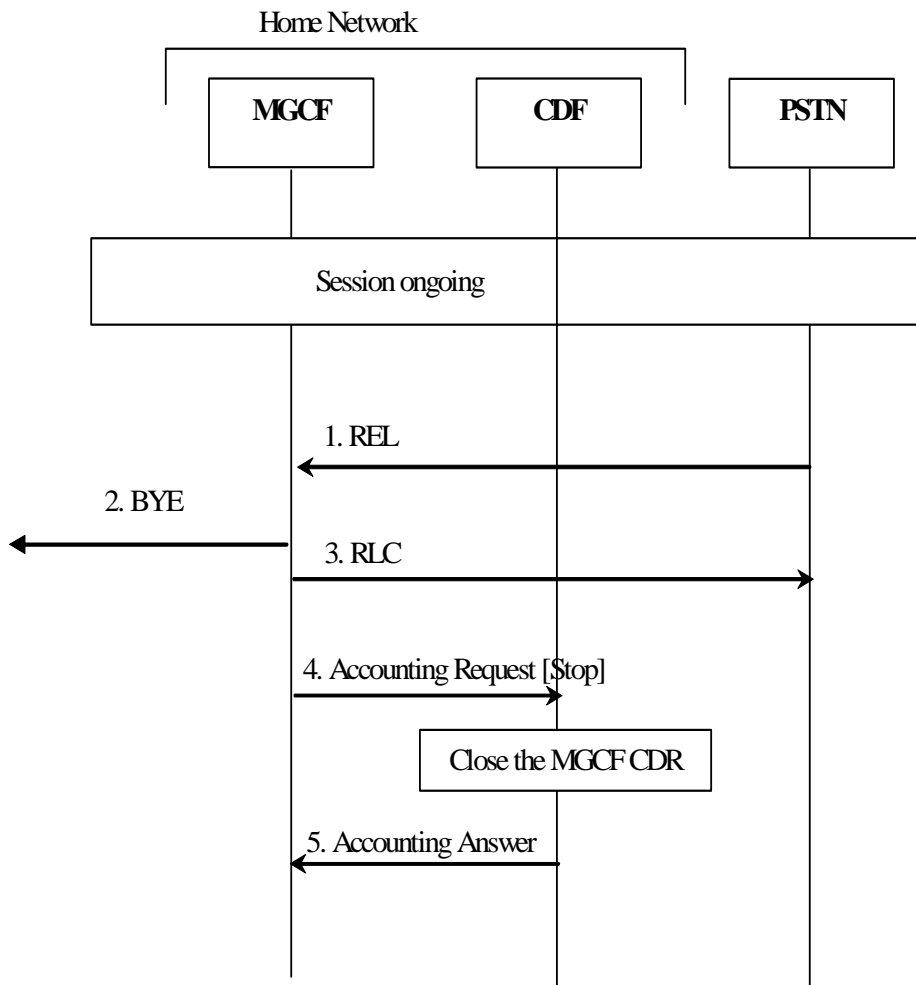 Home Network
MGCF
CDF
PSTN
Session ongoing
1. REL
2. BYE
3. RLC
4. Accounting Request [Stop]
Close the MGCF CDR
5. Accounting Answer